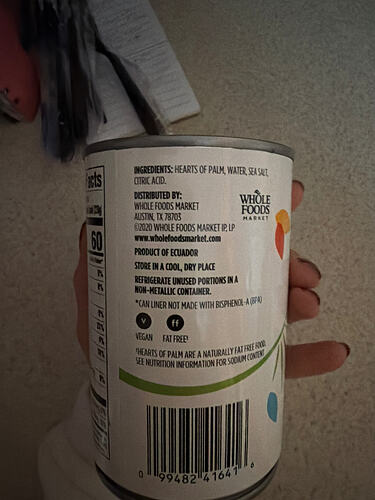 acts
60
INGREDIENTS: HEARTS OF PALM, WATER, SEA SALT,
CITRIC ACID.
DISTRIBUTED BY:
WHOLE FOODS MARKET
AUSTIN, TX 78703
©2020 WHOLE FOODS MARKET IP, LP
www.wholefoodsmarket.com
PRODUCT OF ECUADOR
STORE IN A COOL, DRY PLACE
REFRIGERATE UNUSED PORTIONS IN A
NON-METALLIC CONTAINER.
*CAN LINER NOT MADE WITH BISPHENOL-A (BPA)
WHOLE
FOODS
MARKET
V
ff
VEGAN
FAT FREE†
†HEARTS OF PALM ARE A NATURALLY FAT FREE FOOD.
SEE NUTRITION INFORMATION FOR SODIUM CONTENT
0 99482 41641 6